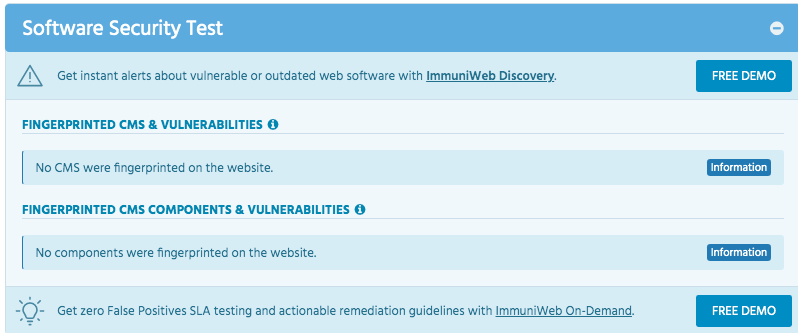 Software Security Test
Get instant alerts about vulnerable or outdated web software with ImmuniWeb Discovery.
FREE DEMO
FINGERPRINTED CMS & VULNERABILITIES
No CMS were fingerprinted on the website.
Information
FINGERPRINTED CMS COMPONENTS & VULNERABILITIES
No components were fingerprinted on the website.
Information
Get zero False Positives SLA testing and actionable remediation guidelines with ImmuniWeb On-Demand.
FREE DEMO